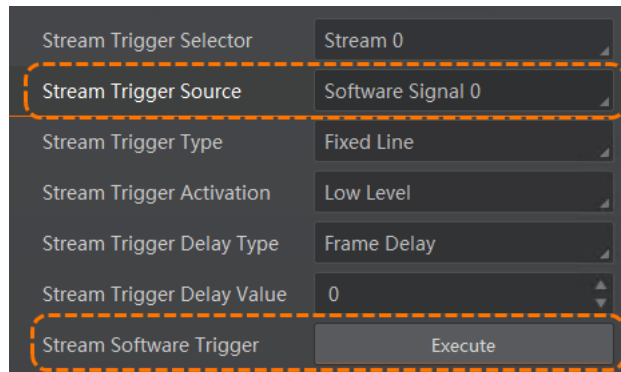 Stream Trigger Selector Stream 0
Stream Trigger Source Software Signal 0
Stream Trigger Type Fixed Line
Stream Trigger Activation Low Level
Stream Trigger Delay Type Frame Delay
Stream Trigger Delay Value 0
Stream Software Trigger Execute